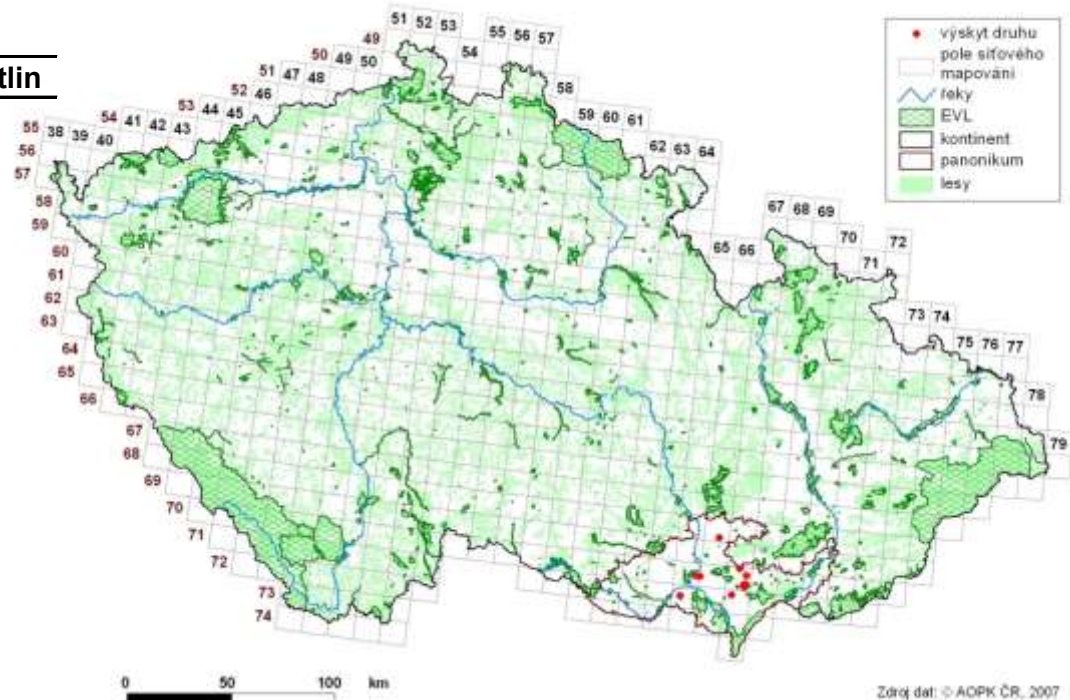 tlin
51 52 53
54
55 56 57
58
59 60 61
62 63 64
65 66
67 68 69
70
71
72
73 74
75 76 77
78
79
49
50 49 50
51 47 48
52 46
53 44 45
54 41 42 43
55 38 39 40
56
57
58
59
60
61
62
63
64
65
66
67
68
69
70
71
72
73
74
výskyt druhu
pole síťového
mapování
řeky
EVL
kontinent
panonikum
lesy
0 50 100 km
Zdroj dat: © AOPK ČR, 2007